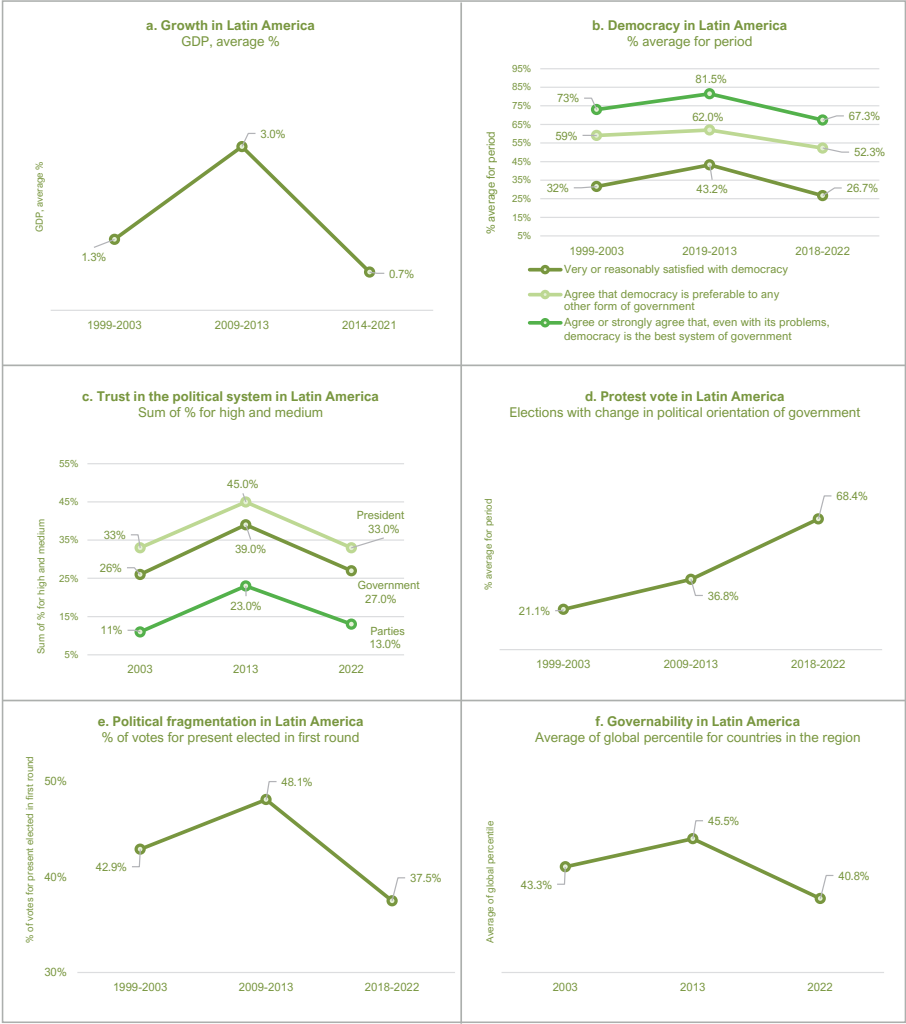 a. Growth in Latin America
GDP, average %
GDP, average %
3.0%
1.3%
0.7%
1999-2003
2009-2013
2014-2021
b. Democracy in Latin America
% average for period
% average for period
95%
85%
75%
65%
55%
45%
35%
25%
15%
5%
73%
81.5%
67.3%
59%
62.0%
52.3%
32%
43.2%
26.7%
1999-2003
2019-2013
2018-2022
Very or reasonably satisfied with democracy
Agree that democracy is preferable to any
other form of government
Agree or strongly agree that, even with its problems,
democracy is the best system of government
c. Trust in the political system in Latin America
Sum of % for high and medium
Sum of % for high and medium
55%
45%
35%
25%
15%
5%
33%
45.0%
President
33.0%
26%
39.0%
Government
27.0%
11%
23.0%
Parties
13.0%
2003
2013
2022
d. Protest vote in Latin America
Elections with change in political orientation of government
% average for period
21.1%
36.8%
68.4%
1999-2003
2009-2013
2018-2022
e. Political fragmentation in Latin America
% of votes for present elected in first round
% of votes for present elected in first round
50%
40%
30%
42.9%
48.1%
37.5%
1999-2003
2009-2013
2018-2022
f. Governability in Latin America
Average of global percentile for countries in the region
Average of global percentile
43.3%
45.5%
40.8%
2003
2013
2022